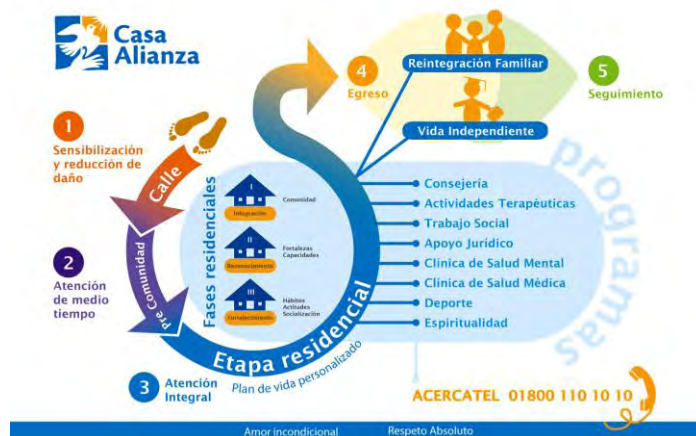 Casa
Alianza
1
Sensibilización
y reducción de
daño
Calle
2
Atención
de medio
tiempo
Pre Comunidad
3
Atención
Integral
Etapa residencial
Plan de vida personalizado
Fases residenciales
I
Integración
Comunidad
II
Reconocimiento
Fortalezas
Capacidades
III
Fortalecimiento
Hábitos
Actitudes
Socialización
4
Egreso
Reintegración Familiar
Vida Independiente
5
Seguimiento
programas
Consejería
Actividades Terapéuticas
Trabajo Social
Apoyo Jurídico
Clínica de Salud Mental
Clínica de Salud Médica
Deporte
Espiritualidad
ACERCATEL 01800 110 10 10
Amor incondicional
Respeto Absoluto